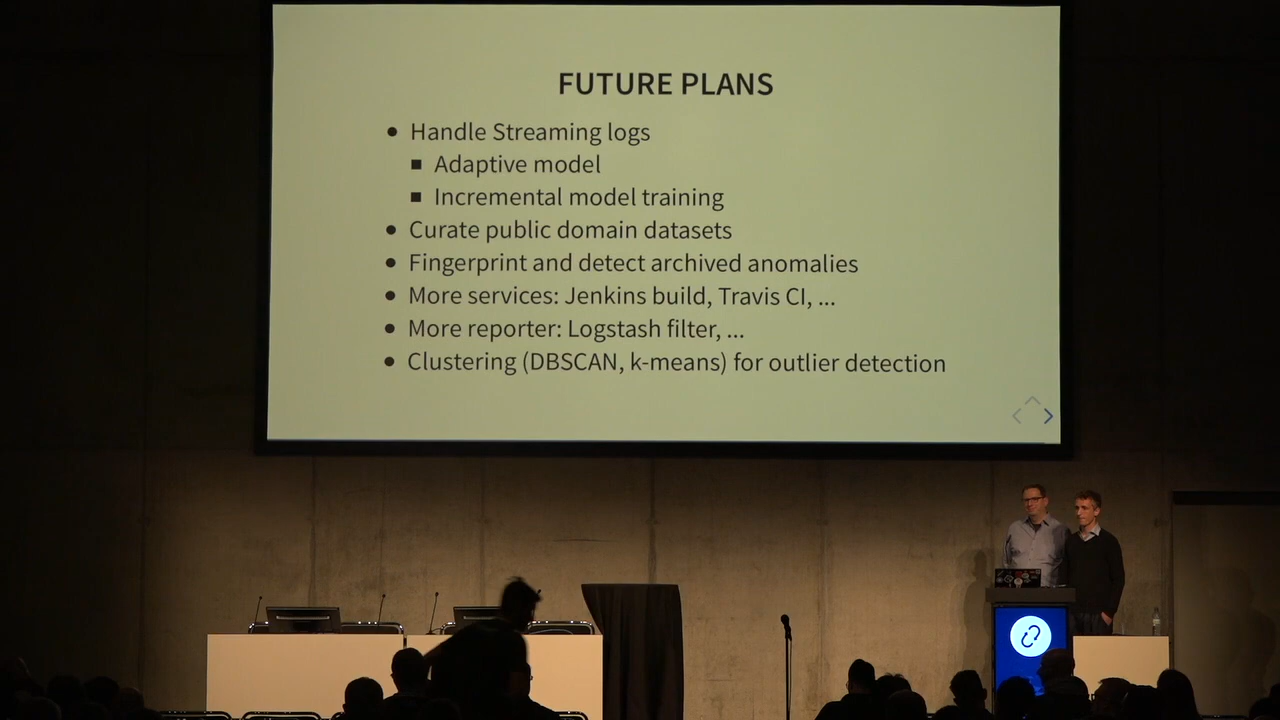 FUTURE PLANS
Handle Streaming logs
Adaptive model
Incremental model training
Curate public domain datasets
Fingerprint and detect archived anomalies
More services: Jenkins build, Travis CI, ...
More reporter: Logstash filter, ...
Clustering (DBSCAN, k-means) for outlier detection